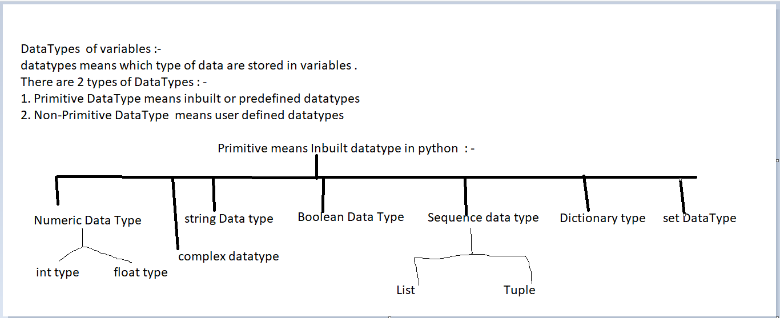 DataTypes of variables :-
datatypes means which type of data are stored in variables .
There are 2 types of DataTypes : -
1. Primitive DataType means inbuilt or predefined datatypes
2. Non-Primitive DataType means user defined datatypes
Primitive means Inbuilt datatype in python : -
Numeric Data Type
string Data type
Boolean Data Type
Sequence data type
Dictionary type
set DataType
complex datatype
int type
float type
List
Tuple